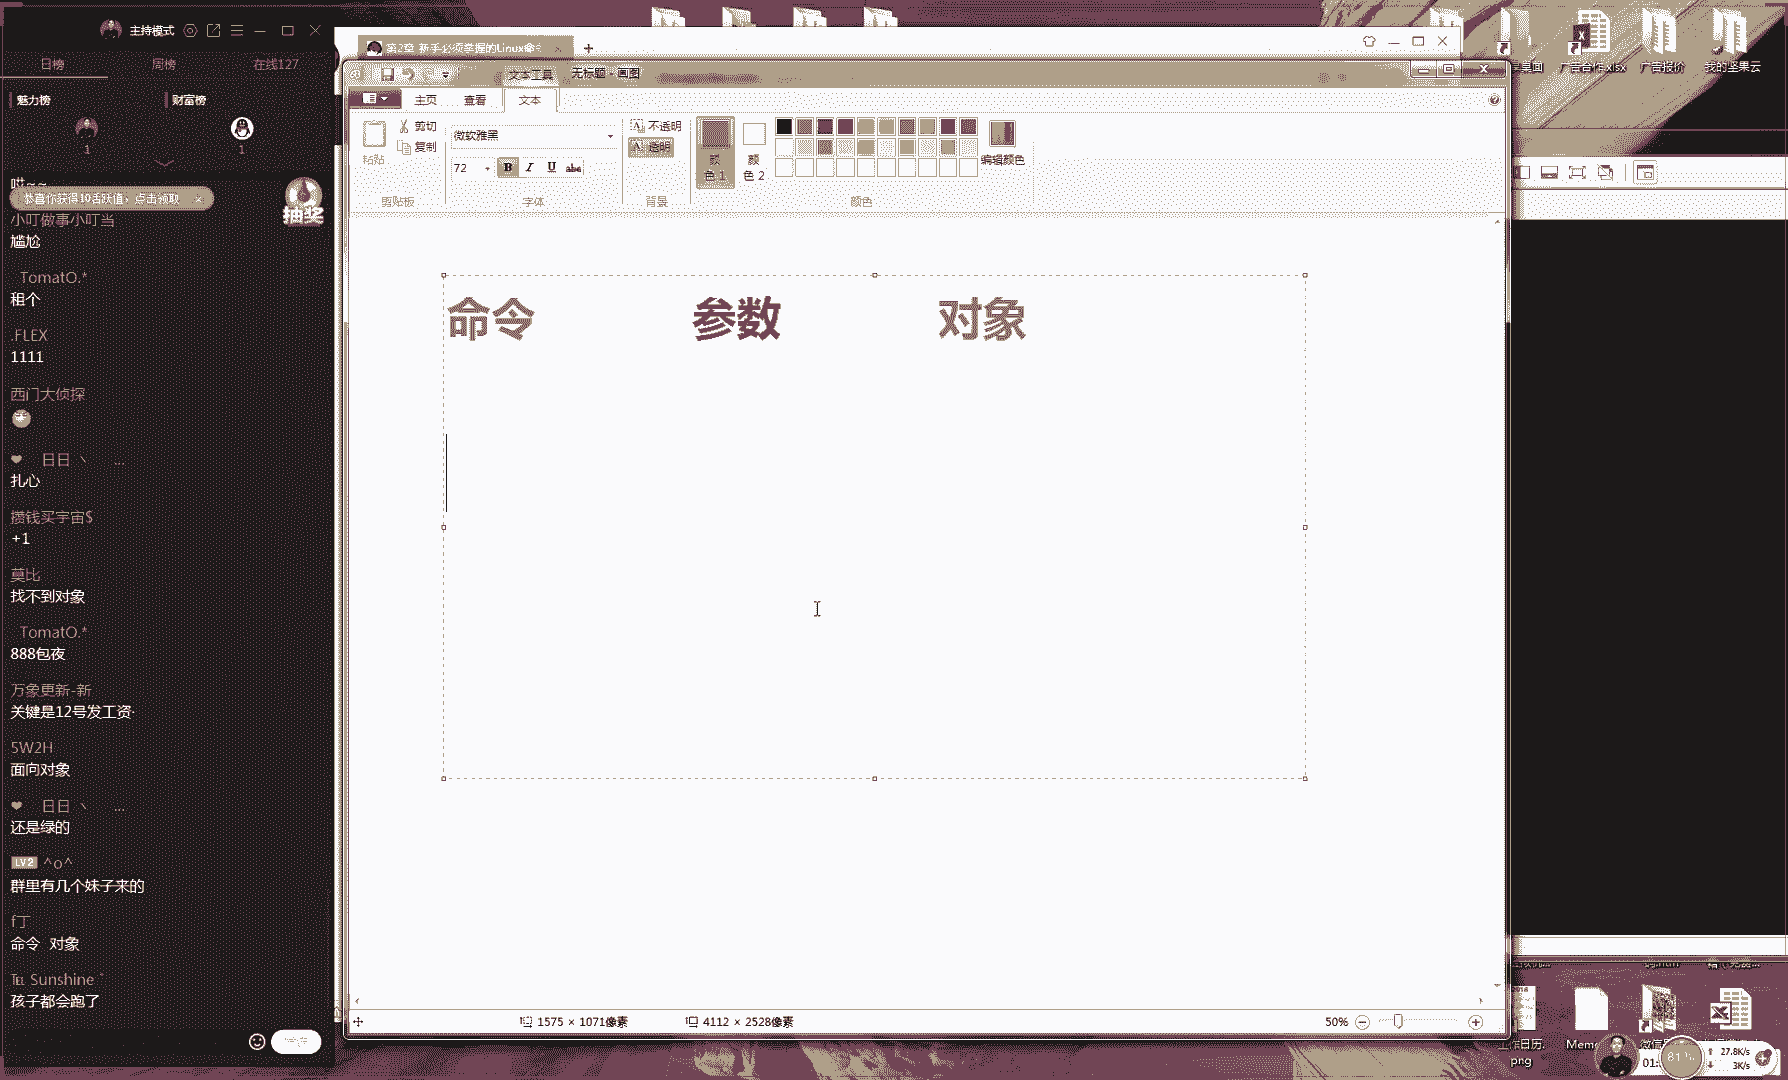 主持模式
日榜 周榜 在线127
魅力榜 财富榜
1 1
哎~~
恭喜你获得10活跃值，点击领取 ×
抽奖
小叮做事小叮当
尴尬
TomatO.*
租个
.FLEX
1111
西门大侦探
❤ 日日 丶 ...
扎心
攒钱买宇宙$
+1
莫比
找不到对象
TomatO.*
888包夜
万象更新-新
关键是12号发工资·
5W2H
面向对象
❤ 日日 丶 ...
还是绿的
LV2 ^o^
群里有几个妹子来的
f丁
命令 对象
℡ Sunshine
孩子都会跑了
第2章 新手必须掌握的Linux命令
文本工具 无标题 - 画图
主页 查看 文本
粘贴
剪切
复制
剪贴板
微软雅黑
72 B I U abc
字体
不透明
透明
背景
颜色 1
颜色 2
编辑颜色
颜色
命令 参数 对象
1575 × 1071像素
4112 × 2528像素
50%
广告合作.xlsx
广告报价
我的坚果云
工作日历.png
Mem
01:
81%
27.8K/s
3K/s